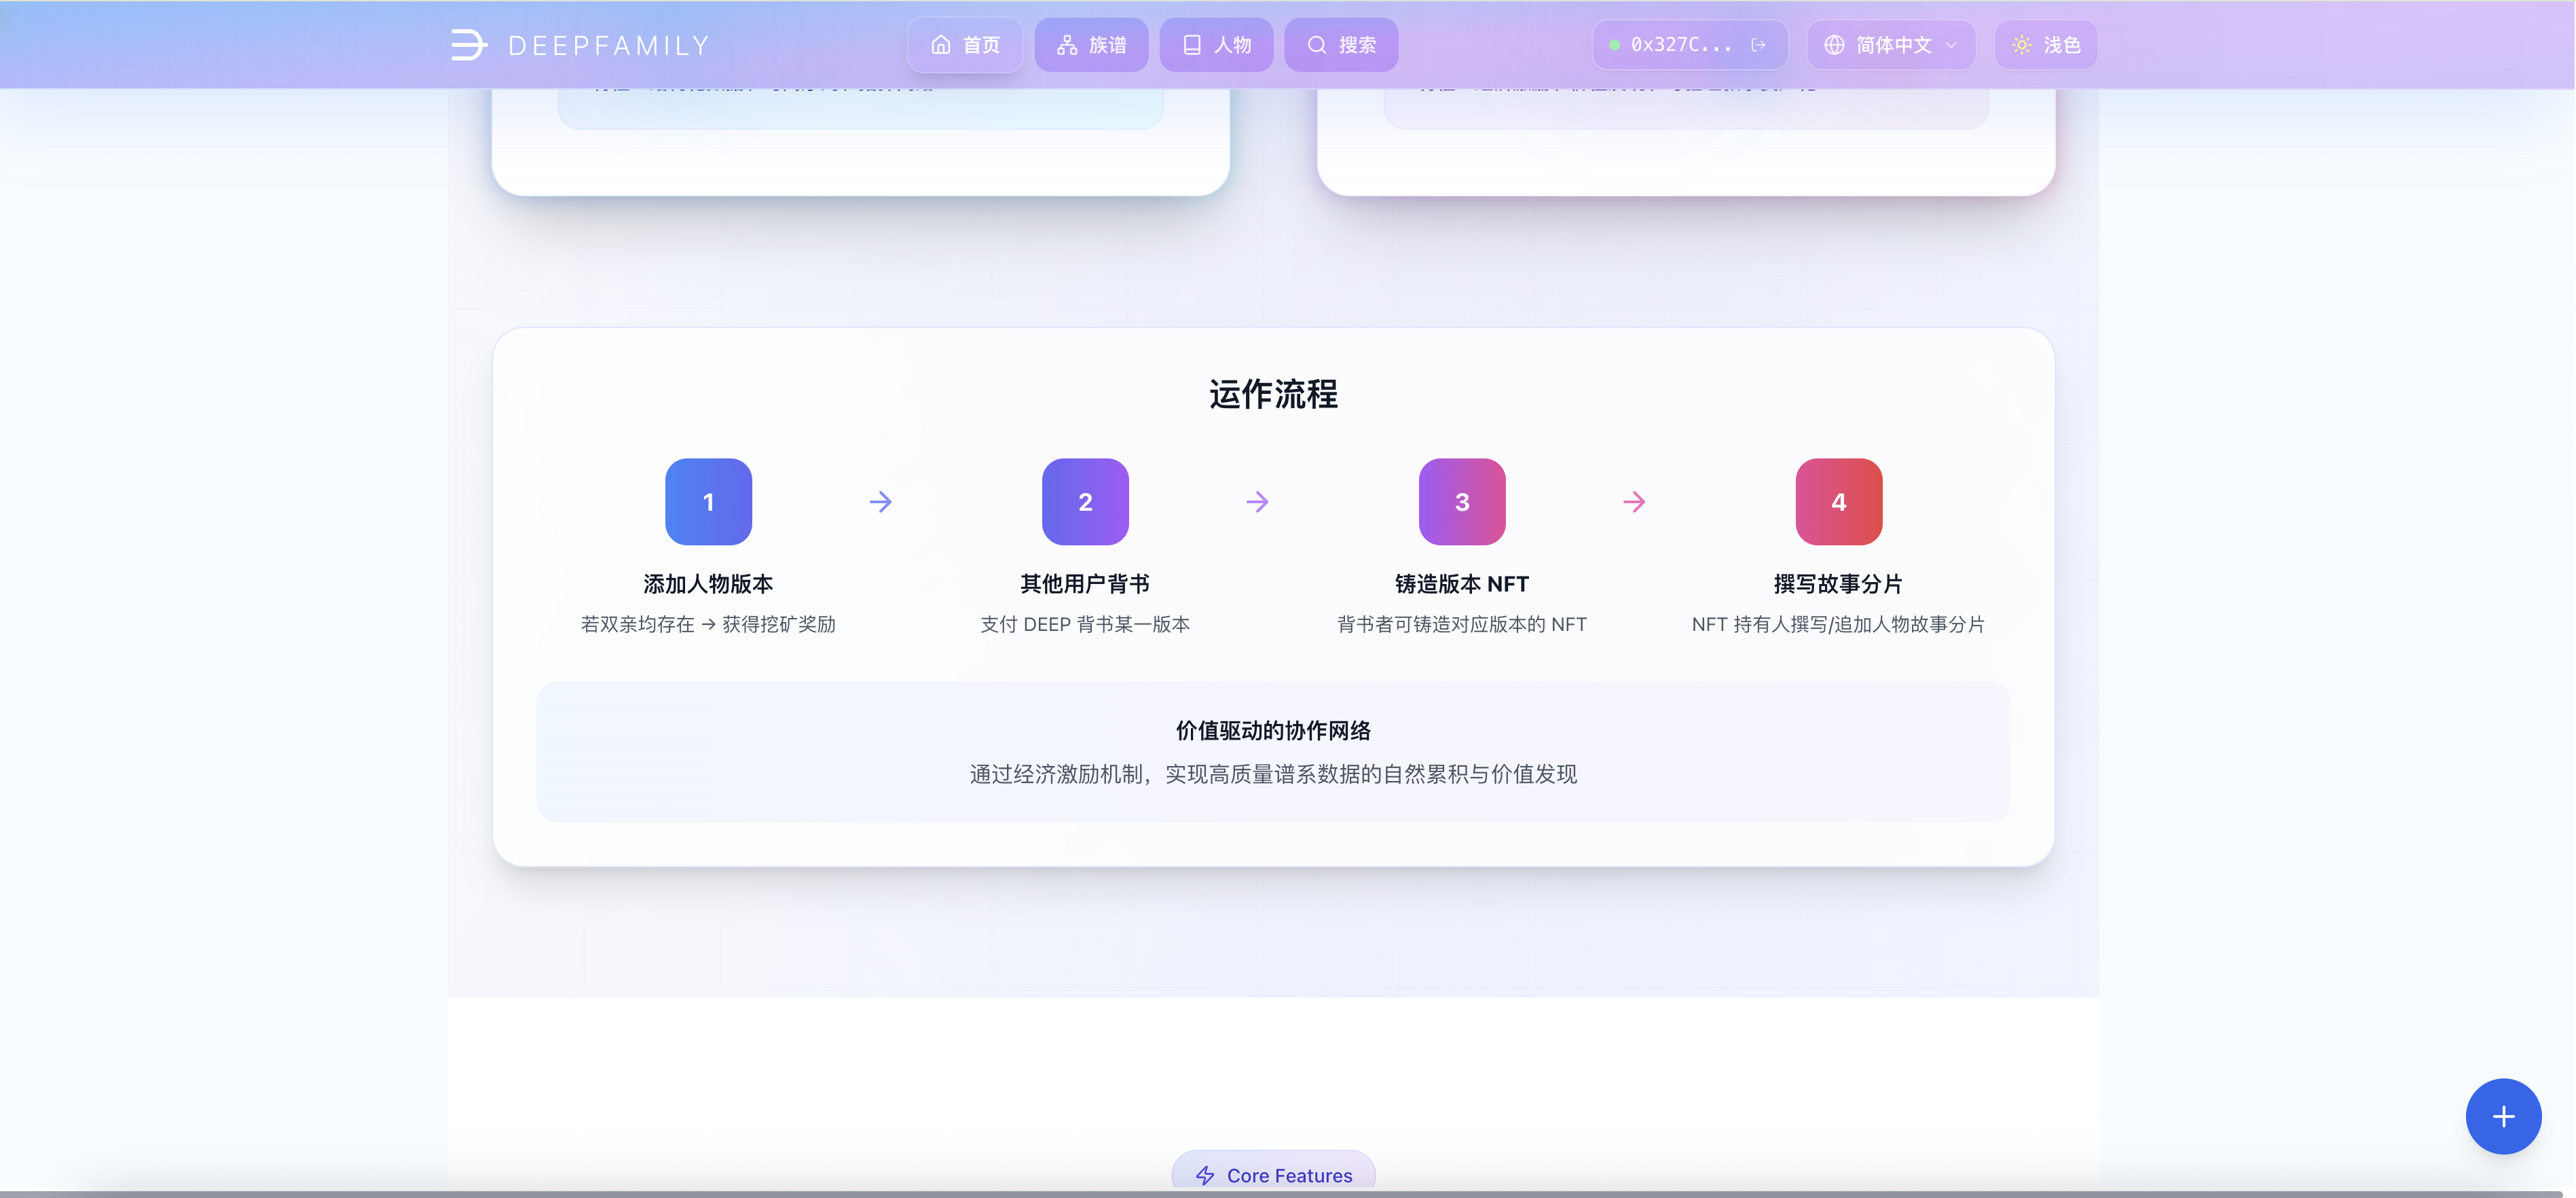 DEEPFAMILY
首页
族谱
人物
搜索
0x327C...
简体中文
浅色
运作流程
1
2
3
4
添加人物版本
其他用户背书
铸造版本 NFT
撰写故事分片
若双亲均存在 → 获得挖矿奖励
支付 DEEP 背书某一版本
背书者可铸造对应版本的 NFT
NFT 持有人撰写/追加人物故事分片
价值驱动的协作网络
通过经济激励机制，实现高质量谱系数据的自然累积与价值发现
Core Features